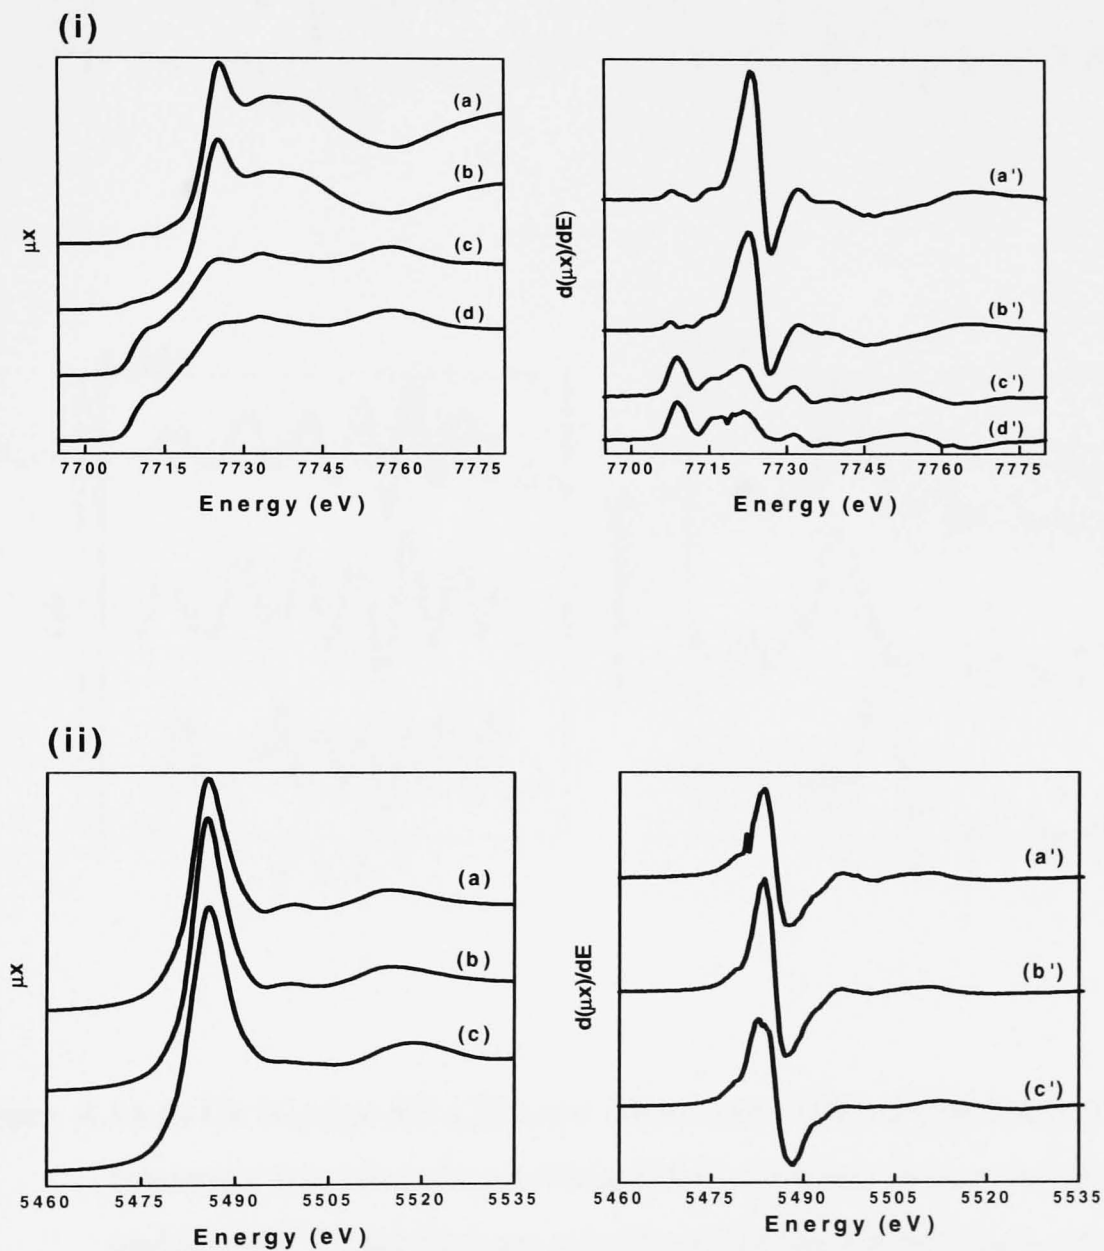 (i)
(a)
(b)
(c)
(d)
μx
7700 7715 7730 7745 7760 7775
Energy (eV)
(a')
(b')
(c')
(d')
d(μx)/dE
7700 7715 7730 7745 7760 7775
Energy (eV)
(ii)
(a)
(b)
(c)
μx
5460 5475 5490 5505 5520 5535
Energy (eV)
(a')
(b')
(c')
d(μx)/dE
5460 5475 5490 5505 5520 5535
Energy (eV)